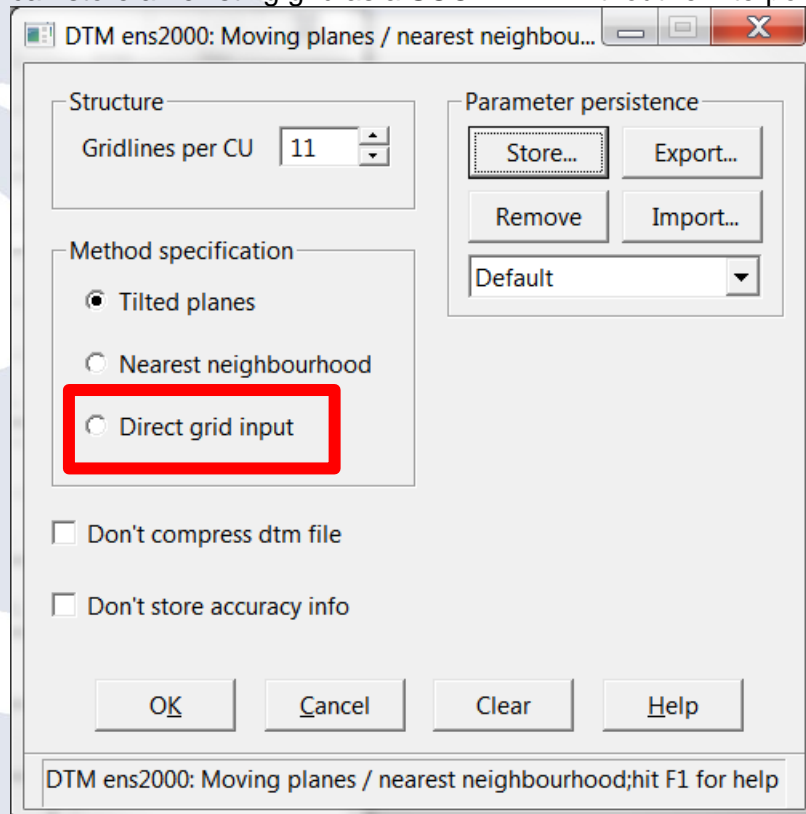 DTM ens2000: Moving planes / nearest neighbou...
Structure
Gridlines per CU 11
Parameter persistence
Store... Export...
Remove Import...
Default
Method specification
Tilted planes
Nearest neighbourhood
Direct grid input
Don't compress dtm file
Don't store accuracy info
OK Cancel Clear Help
DTM ens2000: Moving planes / nearest neighbourhood;hit F1 for help